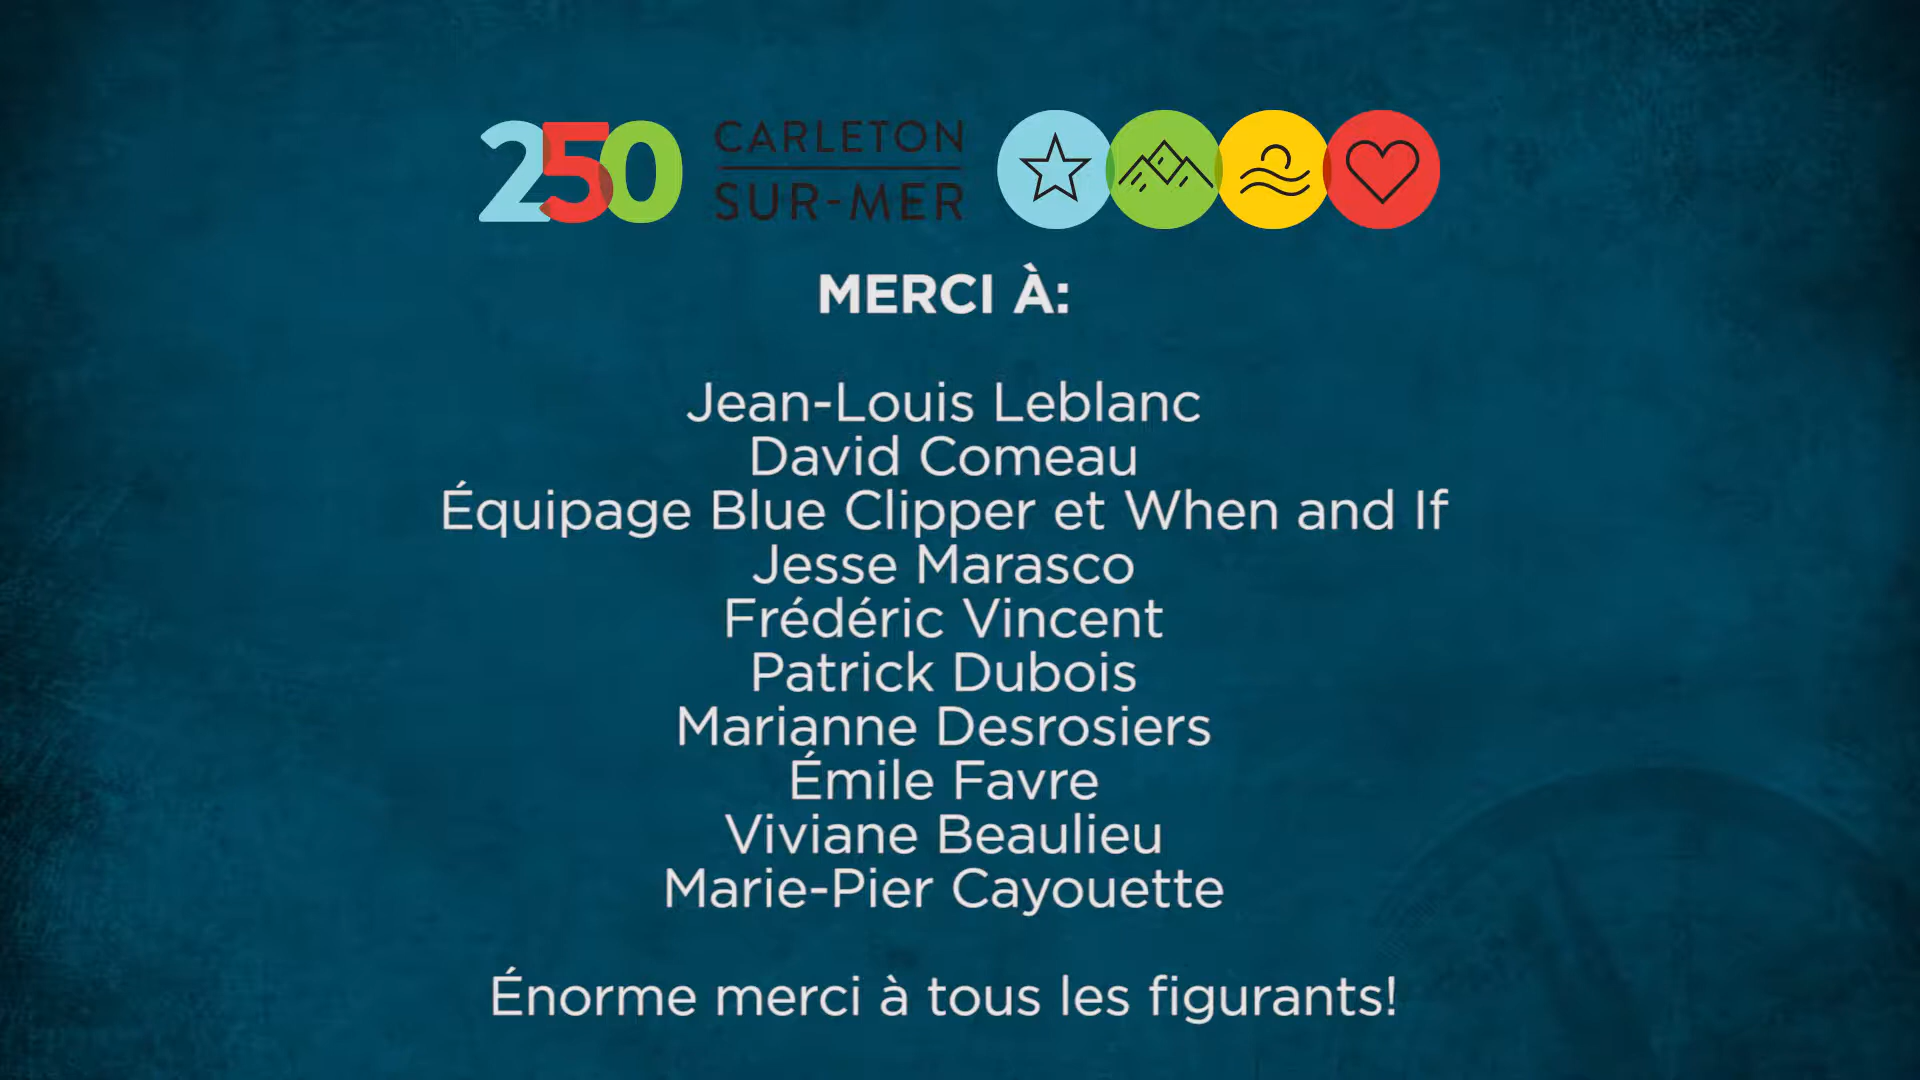 250 CARLETON
SUR-MER
MERCI À:
Jean-Louis Leblanc
David Comeau
Équipage Blue Clipper et When and If
Jesse Marasco
Frédéric Vincent
Patrick Dubois
Marianne Desrosiers
Émile Favre
Viviane Beaulieu
Marie-Pier Cayouette
Énorme merci à tous les figurants!